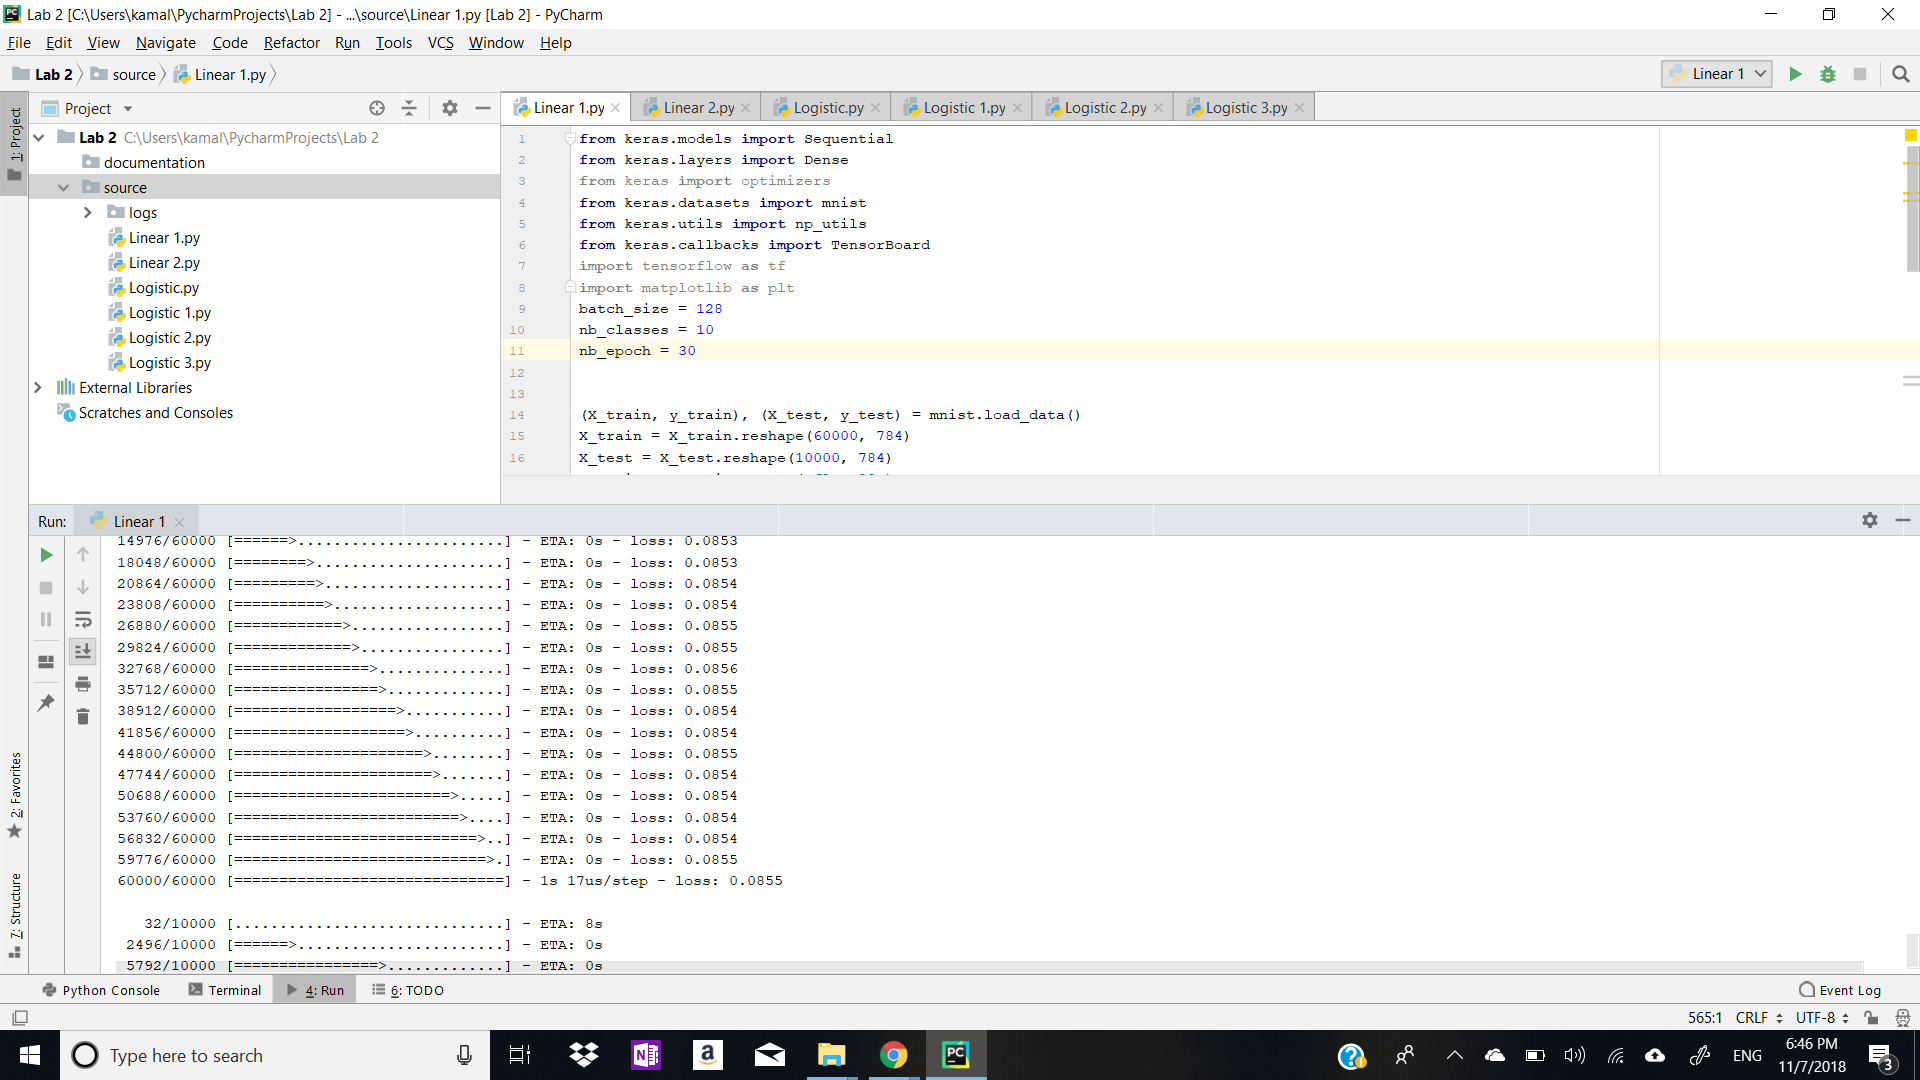 Lab 2 [C:\Users\kamal\PycharmProjects\Lab 2] - ...\source\Linear 1.py [Lab 2] - PyCharm
File Edit View Navigate Code Refactor Run Tools VCS Window Help
Lab 2 source Linear 1.py
Linear 1
1: Project
Project
Lab 2 C:\Users\kamal\PycharmProjects\Lab 2
documentation
source
logs
Linear 1.py
Linear 2.py
Logistic.py
Logistic 1.py
Logistic 2.py
Logistic 3.py
External Libraries
Scratches and Consoles
Linear 1.py Linear 2.py Logistic.py Logistic 1.py Logistic 2.py Logistic 3.py
1 from keras.models import Sequential
2 from keras.layers import Dense
3 from keras import optimizers
4 from keras.datasets import mnist
5 from keras.utils import np_utils
6 from keras.callbacks import TensorBoard
7 import tensorflow as tf
8 import matplotlib as plt
9 batch_size = 128
10 nb_classes = 10
11 nb_epoch = 30
12
13
14 (X_train, y_train), (X_test, y_test) = mnist.load_data()
15 X_train = X_train.reshape(60000, 784)
16 X_test = X_test.reshape(10000, 784)
Run: Linear 1
14976/60000 [======>.......................] - ETA: 0s - loss: 0.0853
18048/60000 [========>.....................] - ETA: 0s - loss: 0.0853
20864/60000 [=========>....................] - ETA: 0s - loss: 0.0854
23808/60000 [==========>...................] - ETA: 0s - loss: 0.0854
26880/60000 [============>.................] - ETA: 0s - loss: 0.0855
29824/60000 [=============>................] - ETA: 0s - loss: 0.0855
32768/60000 [===============>..............] - ETA: 0s - loss: 0.0856
35712/60000 [================>.............] - ETA: 0s - loss: 0.0855
38912/60000 [==================>...........] - ETA: 0s - loss: 0.0854
41856/60000 [===================>..........] - ETA: 0s - loss: 0.0854
44800/60000 [=====================>........] - ETA: 0s - loss: 0.0855
47744/60000 [======================>.......] - ETA: 0s - loss: 0.0854
50688/60000 [========================>.....] - ETA: 0s - loss: 0.0854
53760/60000 [=========================>....] - ETA: 0s - loss: 0.0854
56832/60000 [===========================>..] - ETA: 0s - loss: 0.0854
59776/60000 [============================>.] - ETA: 0s - loss: 0.0855
60000/60000 [==============================] - 1s 17us/step - loss: 0.0855
32/10000 [..............................] - ETA: 8s
2496/10000 [======>.......................] - ETA: 0s
5792/10000 [================>.............] - ETA: 0s
2: Favorites
7: Structure
Python Console Terminal 4: Run 6: TODO Event Log
565:1 CRLF UTF-8
Type here to search
ENG
6:46 PM
11/7/2018
3